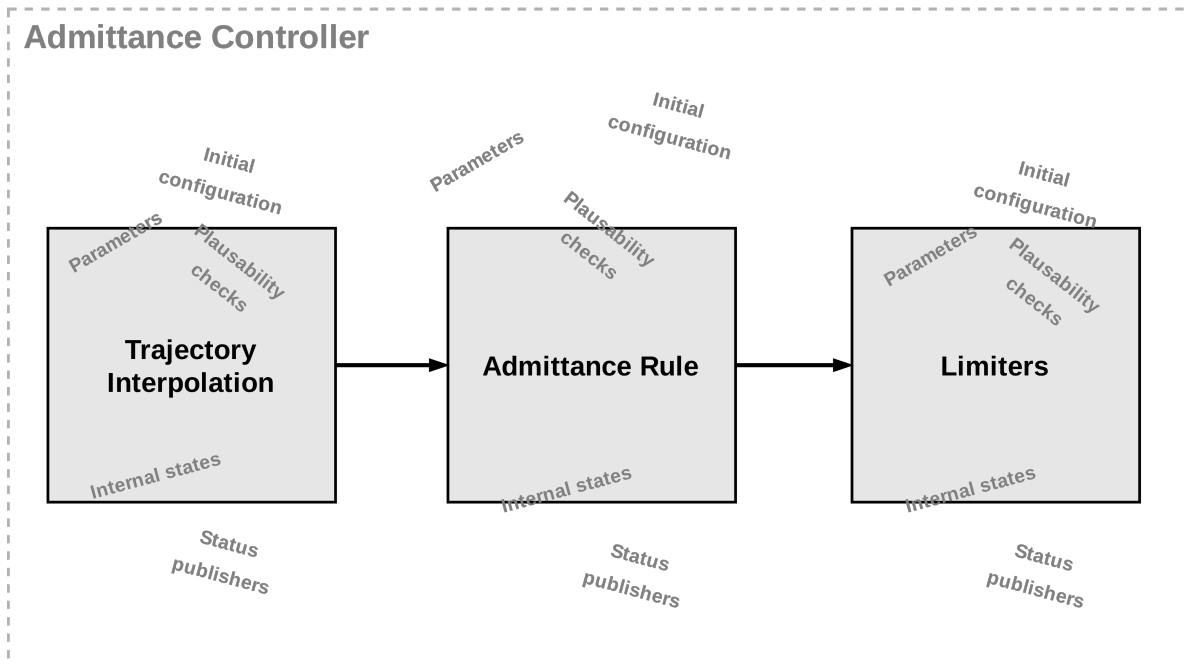 Admittance Controller
Initial
configuration
Parameters
Plausability
checks
Trajectory
Interpolation
Internal states
Status
publishers
Initial
configuration
Parameters
Plausability
checks
Admittance Rule
Internal states
Status
publishers
Initial
configuration
Parameters
Plausability
checks
Limiters
Internal states
Status
publishers